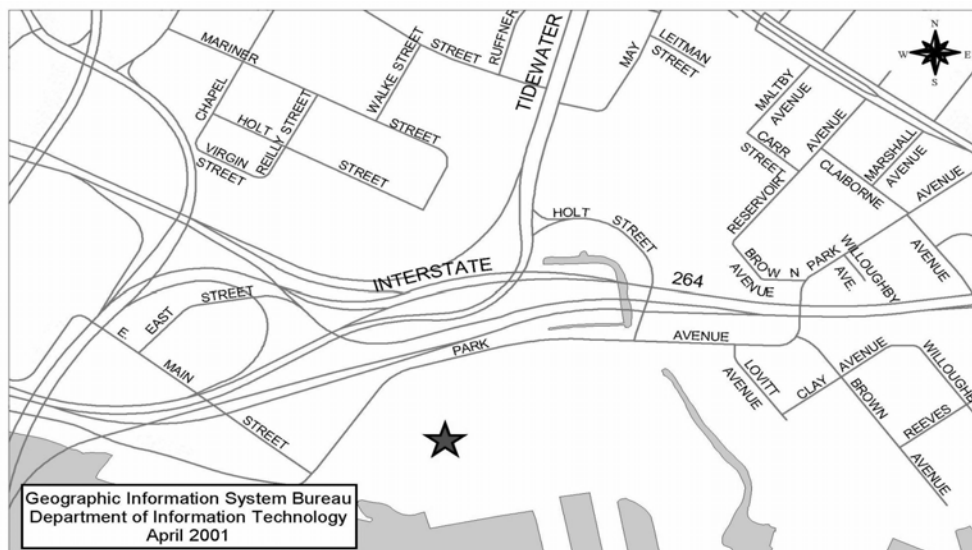 N
W
E
S
MARINER
STREET
WALKE STREET
RUFFNER
TIDEWATER
MAY
LEITMAN
STREET
CHAPEL
HOLT
REILLY STREET
STREET
VIRGIN
STREET
STREET
MALTBY
AVENUE
CARR
STREET
AVENUE
RESERVOIR
CLAIBORNE
MARSHALL
AVENUE
AVENUE
HOLT
STREET
BROWN
AVENUE
PARK
WILLOUGHBY
AVE.
AVENUE
INTERSTATE
264
STREET
EAST
E
MAIN
STREET
PARK
AVENUE
LOVITT
AVENUE
CLAY
AVENUE
BROWN
AVENUE
WILLOUGHBY
REEVES
Geographic Information System Bureau
Department of Information Technology
April 2001